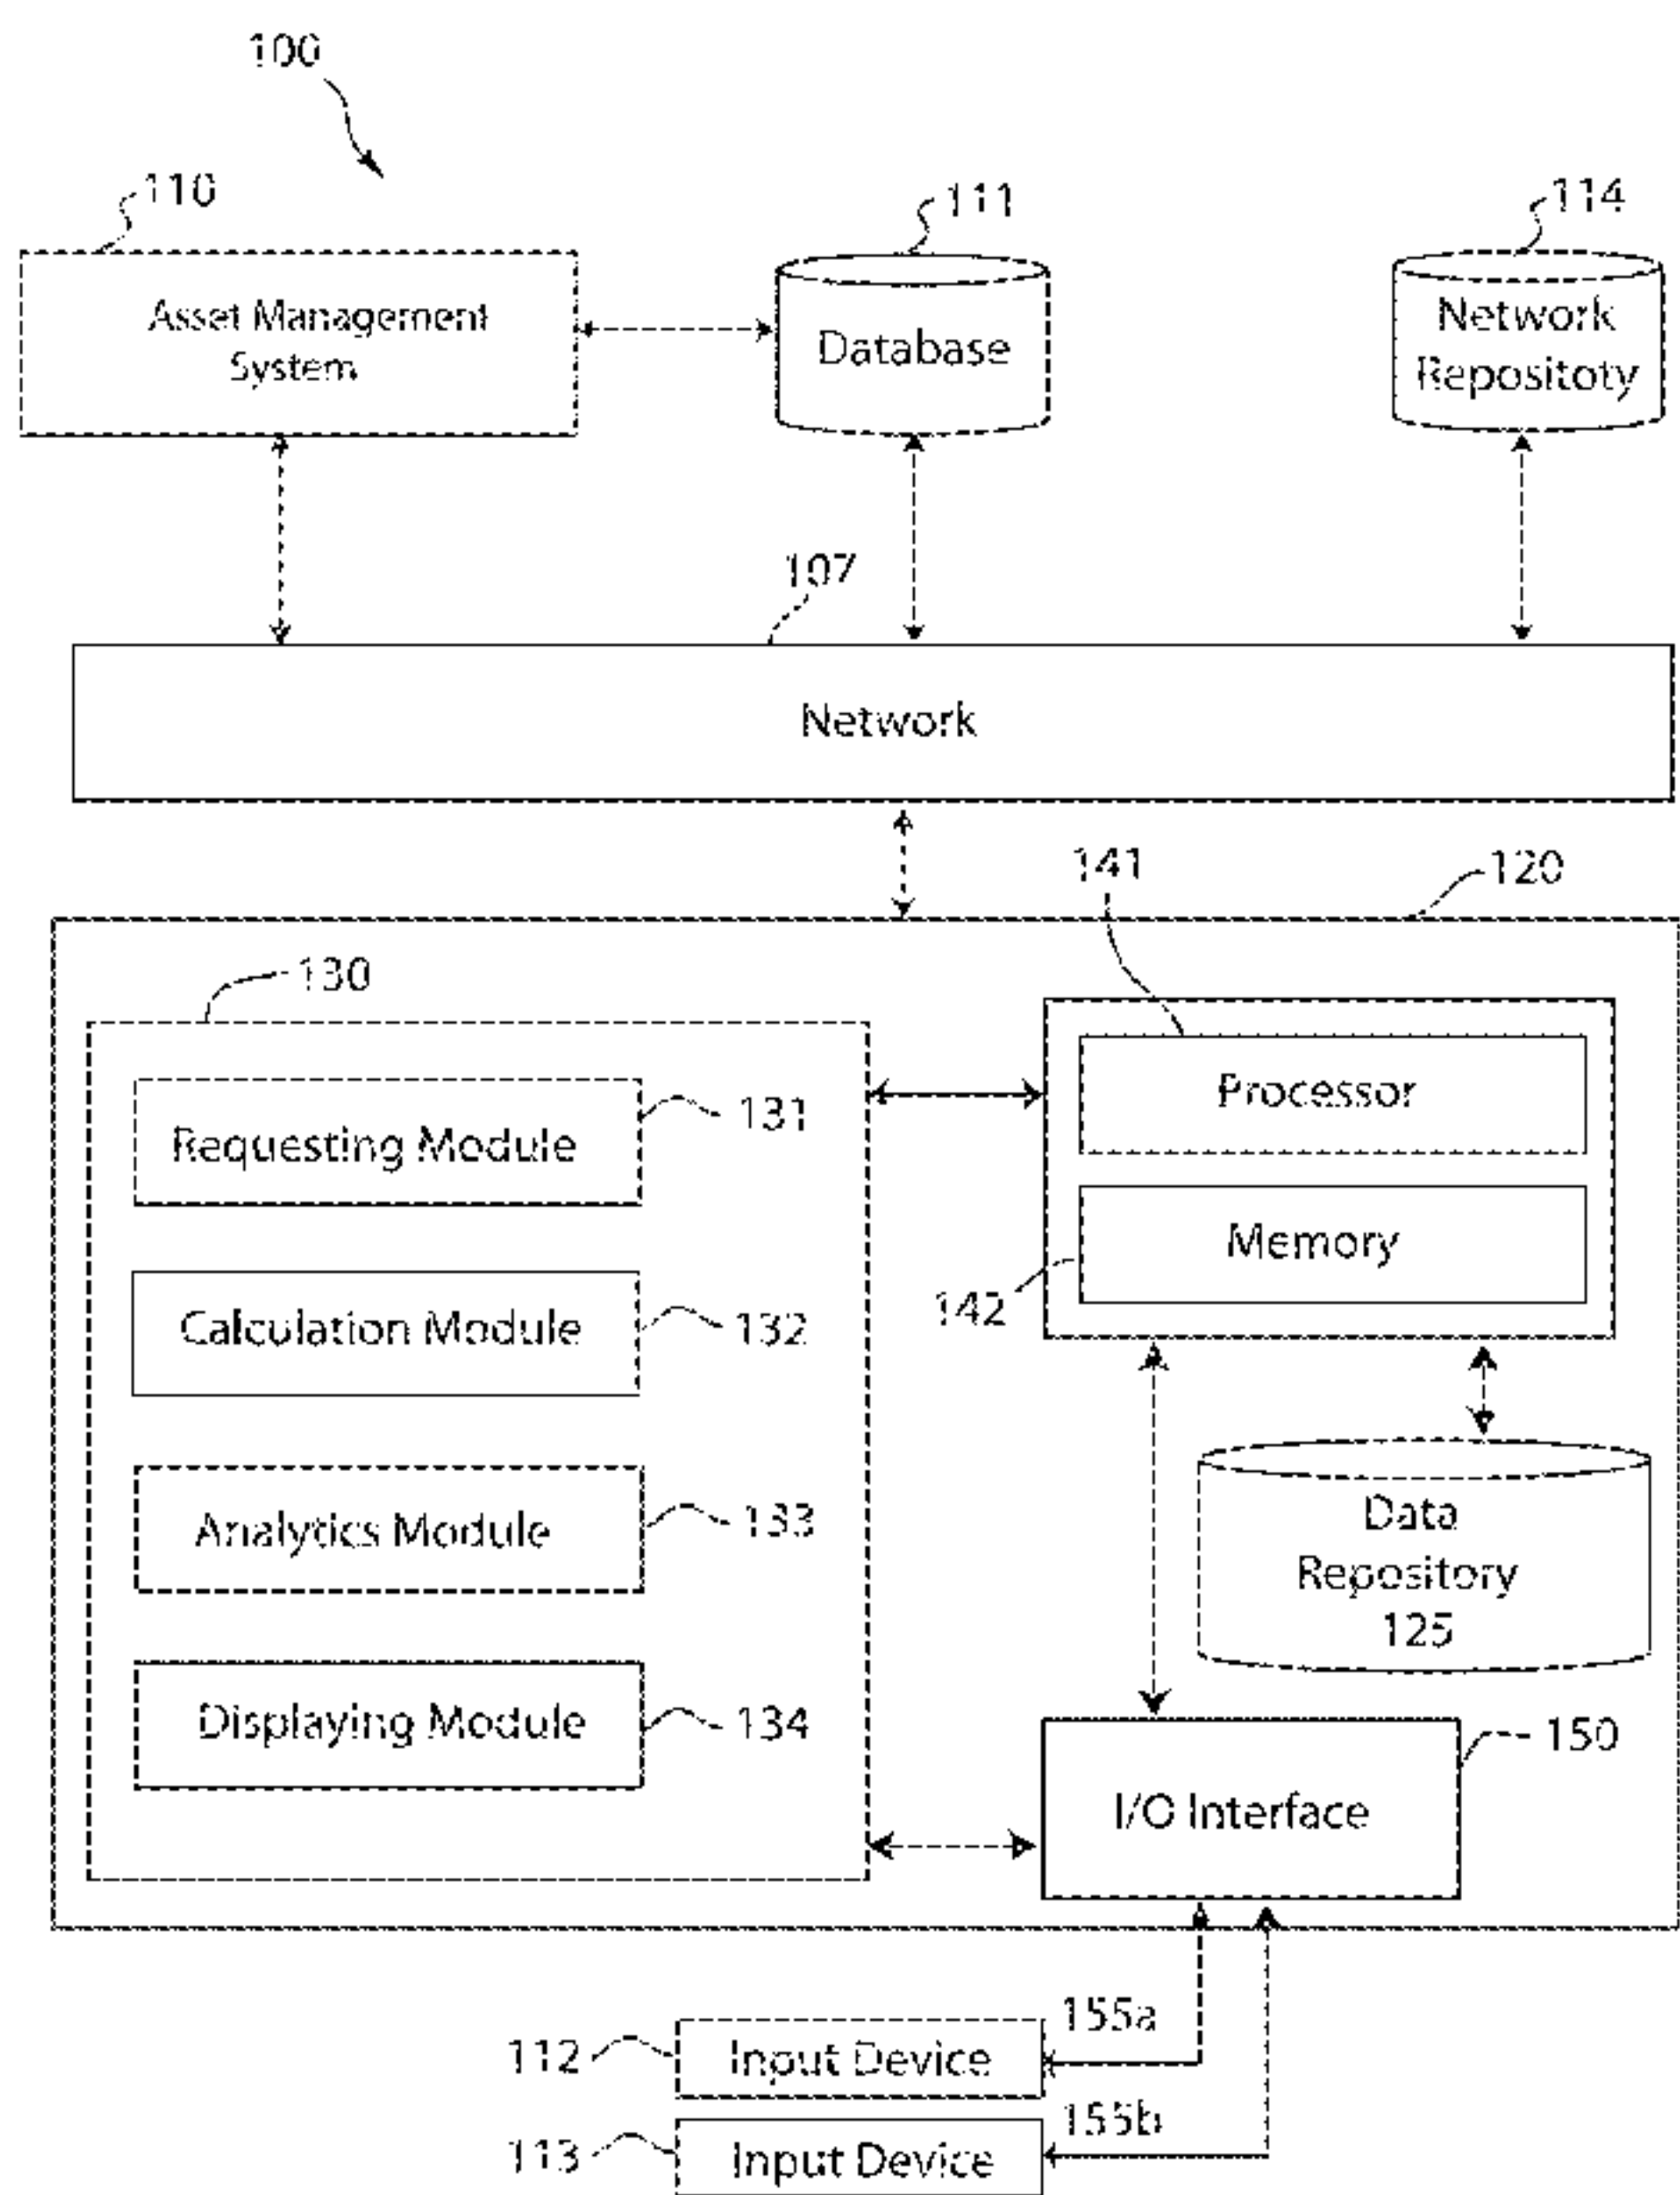 100
110
111
114
Asset Management
System
Database
Network
Repositoty
107
Network
141
120
130
Processor
131
Requesting Module
Memory
142
Calculation Module
132
Data
Repository
125
Analytics Module
133
Displaying Module
134
150
I/O Interface
155a
112
Input Device
155b
113
Input Device